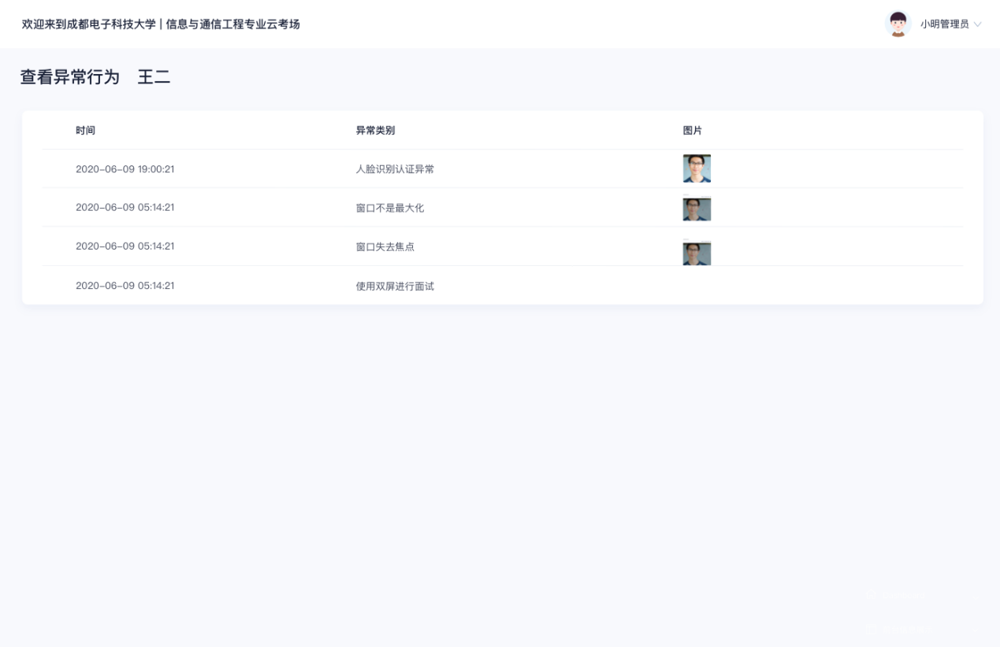 欢迎来到成都电子科技大学 | 信息与通信工程专业云考场
小明管理员
查看异常行为 王二
时间 异常类别 图片
2020-06-09 19:00:21 人脸识别认证异常
2020-06-09 05:14:21 窗口不是最大化
2020-06-09 05:14:21 窗口失去焦点
2020-06-09 05:14:21 使用双屏进行面试